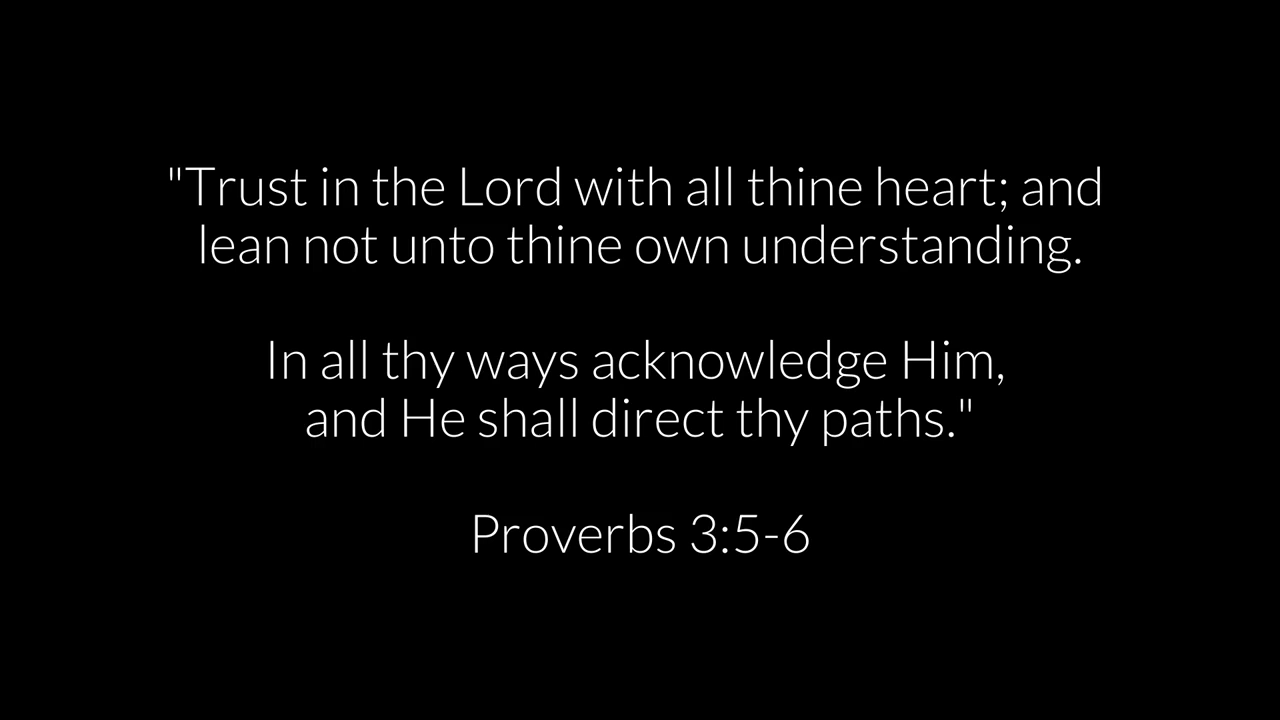 "Trust in the Lord with all thine heart; and
lean not unto thine own understanding.
In all thy ways acknowledge Him,
and He shall direct thy paths."
Proverbs 3:5-6